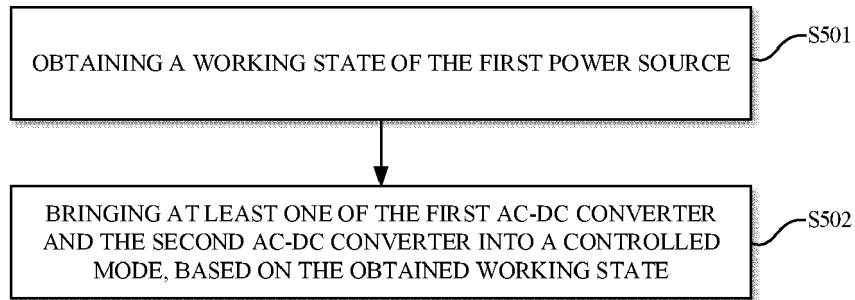 S501
OBTAINING A WORKING STATE OF THE FIRST POWER SOURCE
S502
BRINGING AT LEAST ONE OF THE FIRST AC-DC CONVERTER
AND THE SECOND AC-DC CONVERTER INTO A CONTROLLED
MODE, BASED ON THE OBTAINED WORKING STATE